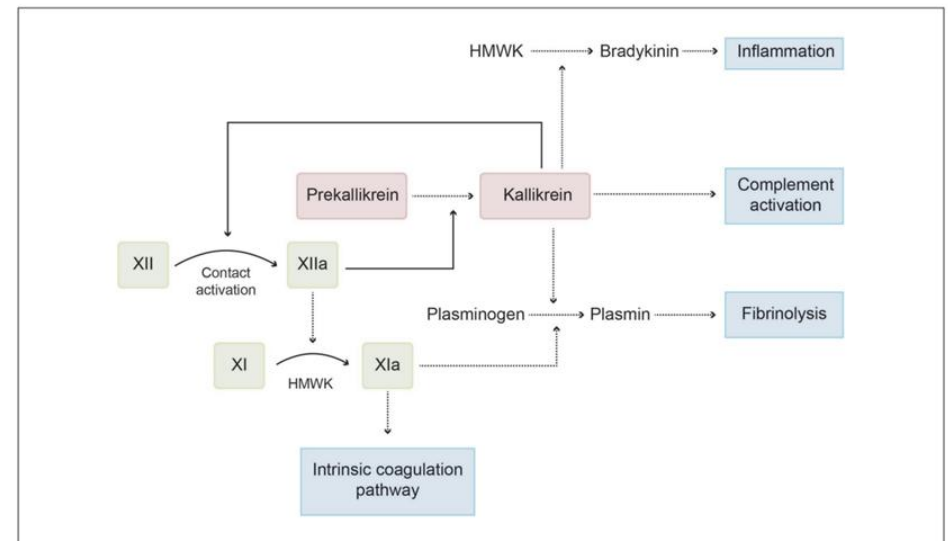 HMWK Bradykinin Inflammation
Prekallikrein Kallikrein Complement
activation
XII Contact
activation XIIa
Plasminogen Plasmin Fibrinolysis
XI HMWK XIa
Intrinsic coagulation
pathway